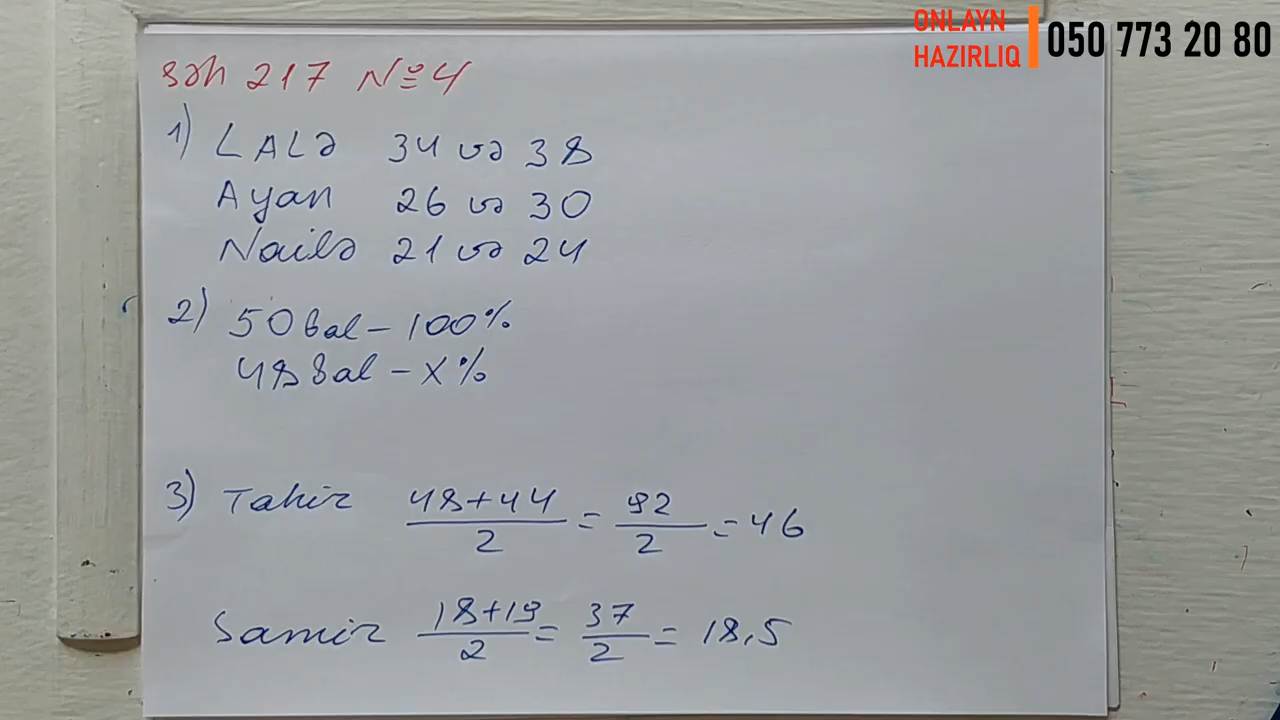 ONLAYN
HAZIRLIQ
050 773 20 80
səh 217 №4
1) LALə 34 və 38
Ayan 26 və 30
Nailə 21 və 24
2) 50 bal – 100%
48 bal – x%
3) Tahir 48+44/2 = 92/2 = 46
Samir 18+19/2 = 37/2 = 18,5